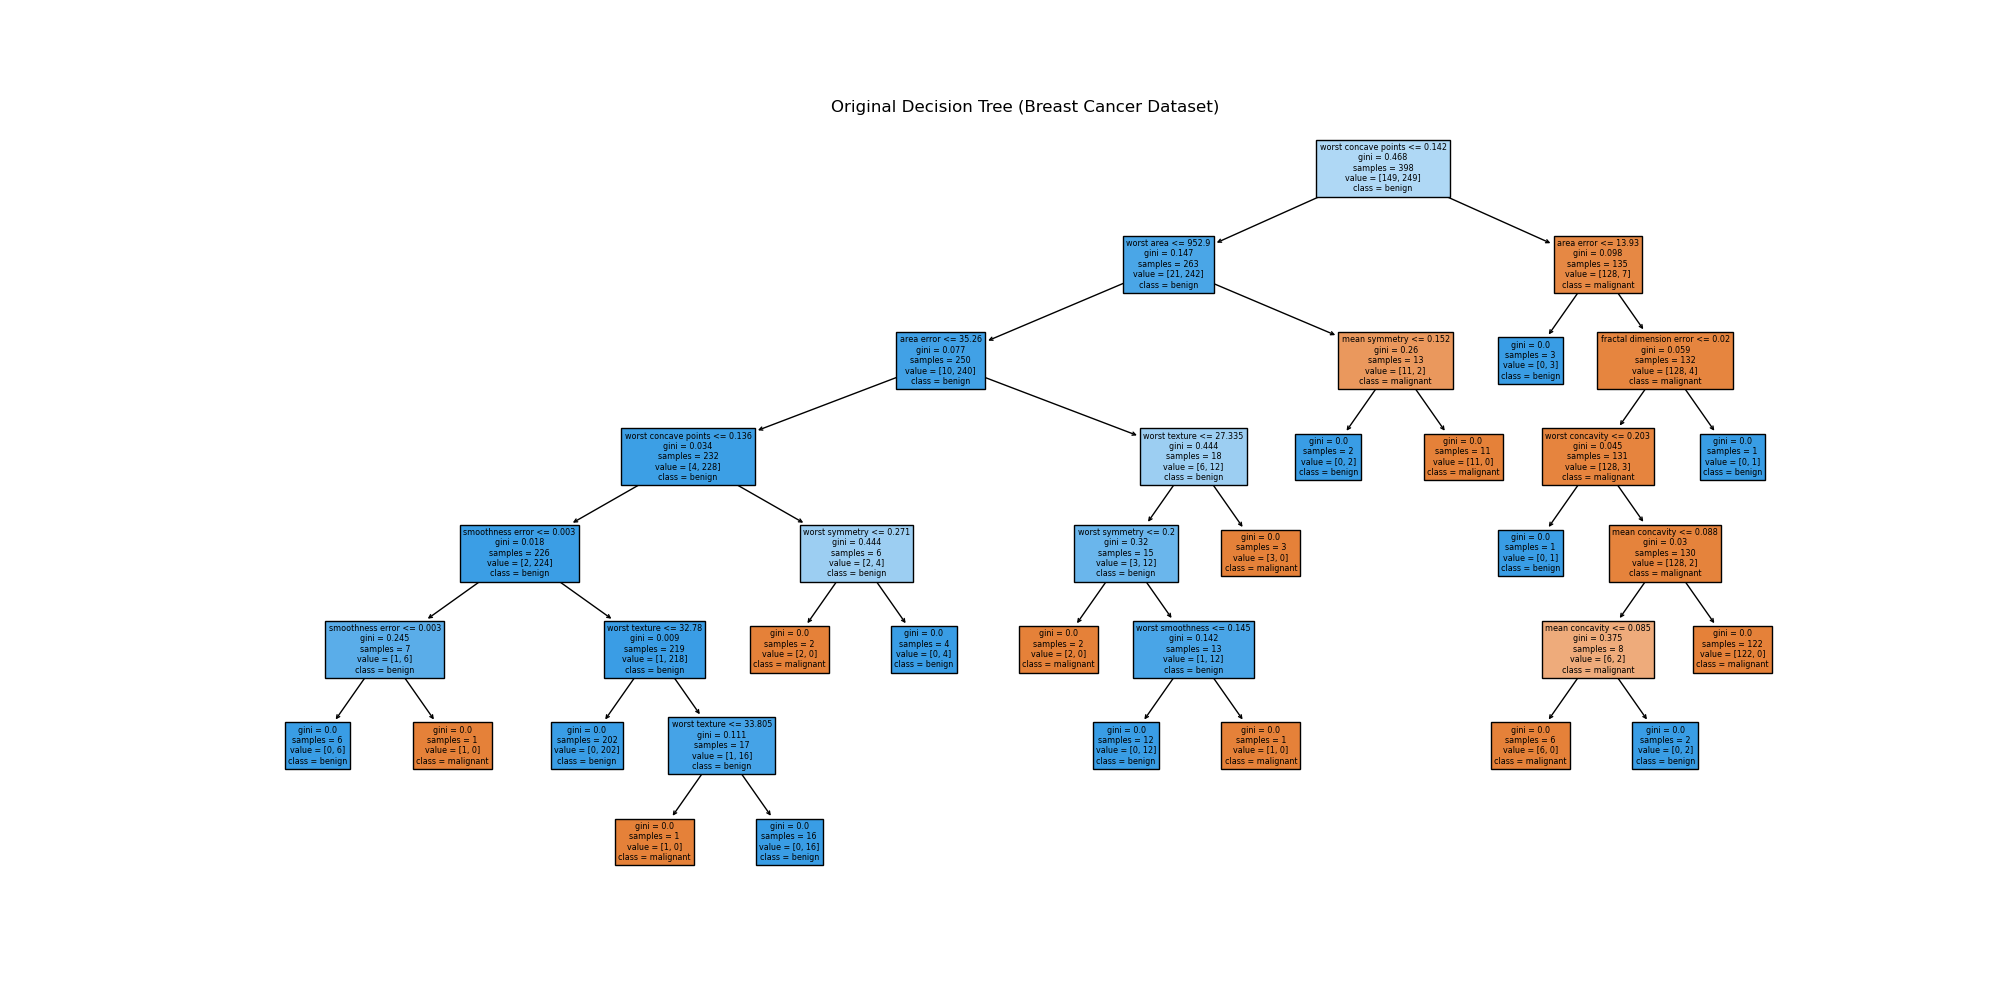 Original Decision Tree (Breast Cancer Dataset)
worst concave points <= 0.142
gini = 0.468
samples = 398
value = [149, 249]
class = benign
worst area <= 952.9
gini = 0.147
samples = 263
value = [21, 242]
class = benign
area error <= 13.93
gini = 0.098
samples = 135
value = [128, 7]
class = malignant
area error <= 35.26
gini = 0.077
samples = 250
value = [10, 240]
class = benign
mean symmetry <= 0.152
gini = 0.26
samples = 13
value = [11, 2]
class = malignant
gini = 0.0
samples = 3
value = [0, 3]
class = benign
fractal dimension error <= 0.02
gini = 0.059
samples = 132
value = [128, 4]
class = malignant
worst concave points <= 0.136
gini = 0.034
samples = 232
value = [4, 228]
class = benign
worst texture <= 27.335
gini = 0.444
samples = 18
value = [6, 12]
class = benign
gini = 0.0
samples = 2
value = [0, 2]
class = benign
gini = 0.0
samples = 11
value = [11, 0]
class = malignant
worst concavity <= 0.203
gini = 0.045
samples = 131
value = [128, 3]
class = malignant
gini = 0.0
samples = 1
value = [0, 1]
class = benign
smoothness error <= 0.003
gini = 0.018
samples = 226
value = [2, 224]
class = benign
worst symmetry <= 0.271
gini = 0.444
samples = 6
value = [2, 4]
class = benign
worst symmetry <= 0.2
gini = 0.32
samples = 15
value = [3, 12]
class = benign
gini = 0.0
samples = 3
value = [3, 0]
class = malignant
gini = 0.0
samples = 1
value = [0, 1]
class = benign
mean concavity <= 0.088
gini = 0.03
samples = 130
value = [128, 2]
class = malignant
smoothness error <= 0.003
gini = 0.245
samples = 7
value = [1, 6]
class = benign
worst texture <= 32.78
gini = 0.009
samples = 219
value = [1, 218]
class = benign
gini = 0.0
samples = 2
value = [2, 0]
class = malignant
gini = 0.0
samples = 4
value = [0, 4]
class = benign
gini = 0.0
samples = 2
value = [2, 0]
class = malignant
worst smoothness <= 0.145
gini = 0.142
samples = 13
value = [1, 12]
class = benign
mean concavity <= 0.085
gini = 0.375
samples = 8
value = [6, 2]
class = malignant
gini = 0.0
samples = 122
value = [122, 0]
class = malignant
gini = 0.0
samples = 6
value = [0, 6]
class = benign
gini = 0.0
samples = 1
value = [1, 0]
class = malignant
gini = 0.0
samples = 202
value = [0, 202]
class = benign
worst texture <= 33.805
gini = 0.111
samples = 17
value = [1, 16]
class = benign
gini = 0.0
samples = 12
value = [0, 12]
class = benign
gini = 0.0
samples = 1
value = [1, 0]
class = malignant
gini = 0.0
samples = 6
value = [6, 0]
class = malignant
gini = 0.0
samples = 2
value = [0, 2]
class = benign
gini = 0.0
samples = 1
value = [1, 0]
class = malignant
gini = 0.0
samples = 16
value = [0, 16]
class = benign